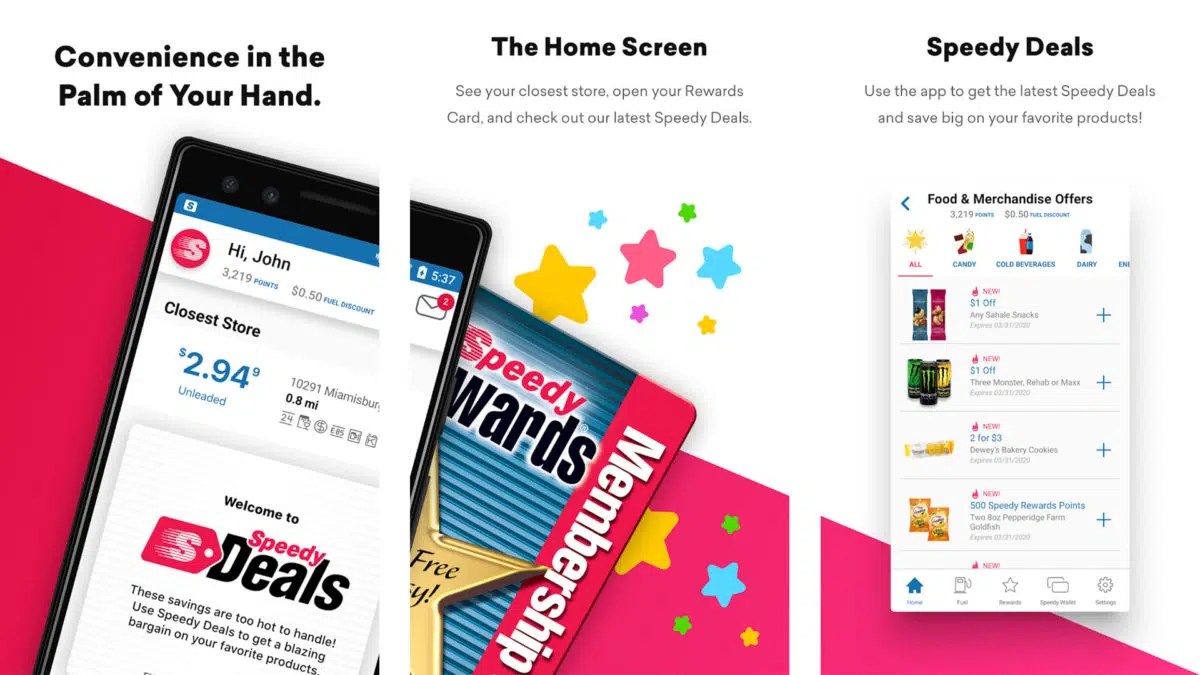 Convenience in the
Palm of Your Hand.
S
Hi, John
3,219 POINTS $0.50 FUEL DISCOUNT
Closest Store
$2.94⁹
Unleaded
10291 Miamisbur
0.8 mi
24
E85
Welcome to
S
Speedy
Deals
These savings are too hot to handle!
Use Speedy Deals to get a blazing
bargain on your favorite products.
The Home Screen
See your closest store, open your Rewards
Card, and check out our latest Speedy Deals.
5:37
2
Speedy
wards®
Membership
Free
sy!
Speedy Deals
Use the app to get the latest Speedy Deals
and save big on your favorite products!
Food & Merchandise Offers
3,219 POINTS $0.50 FUEL DISCOUNT
ALL CANDY COLD BEVERAGES DAIRY ENE
NEW!
$1 Off
Any Sahale Snacks
Expires 03/31/2020
NEW!
$1 Off
Three Monster, Rehab or Maxx
Expires 03/31/2020
NEW!
2 for $3
Dewey's Bakery Cookies
Expires 03/31/2020
NEW!
500 Speedy Rewards Points
Two 8oz Pepperidge Farm
Goldfish
Expires 03/31/2020
NEW!
Home Fuel Rewards Speedy Wallet Settings